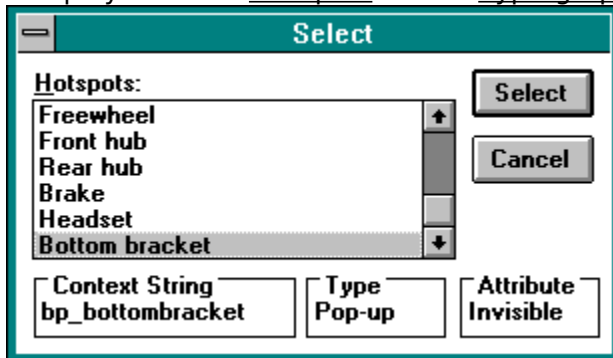 Select
Hotspots:
Freewheel
Front hub
Rear hub
Brake
Headset
Bottom bracket
Select
Cancel
Context String
bp_bottombracket
Type
Pop-up
Attribute
Invisible